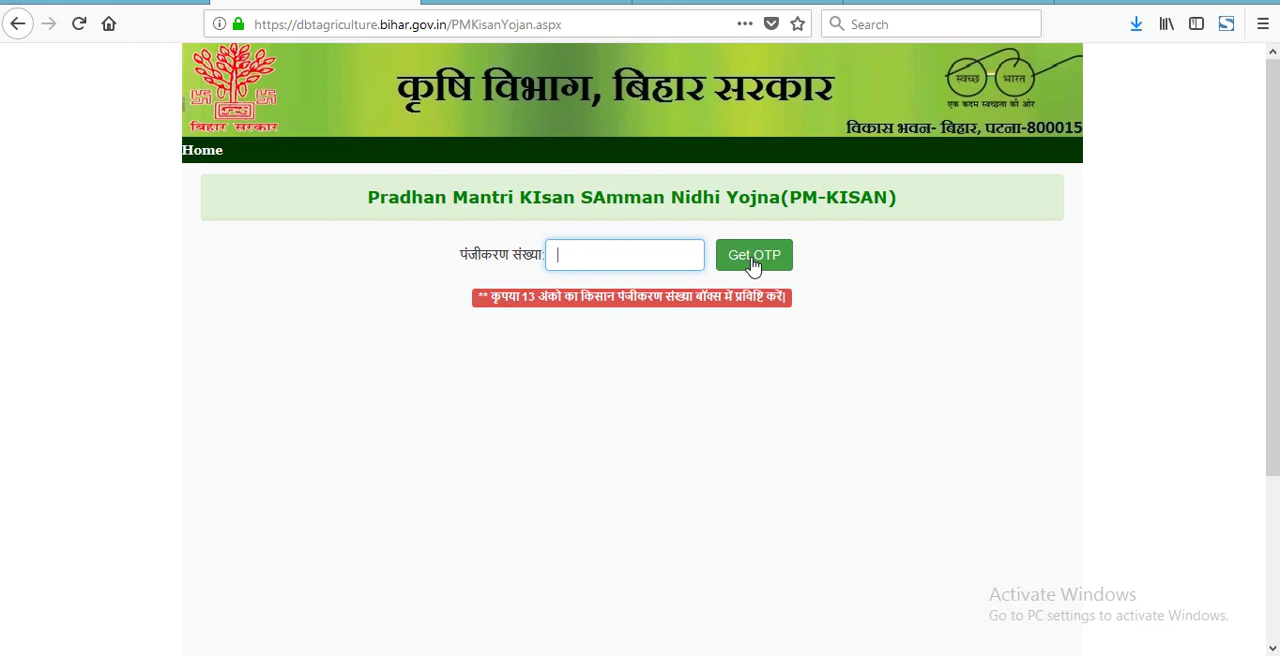 https://dbtagriculture.bihar.gov.in/PMKisanYojan.aspx
Search
बिहार सरकार
कृषि विभाग, बिहार सरकार
स्वच्छ भारत
एक कदम स्वच्छता की ओर
विकास भवन- बिहार, पटना-800015
Home
Pradhan Mantri KIsan SAmman Nidhi Yojna(PM-KISAN)
पंजीकरण संख्या:
Get OTP
** कृपया 13 अंको का किसान पंजीकरण संख्या बॉक्स में प्रविष्टि करें|
Activate Windows
Go to PC settings to activate Windows.